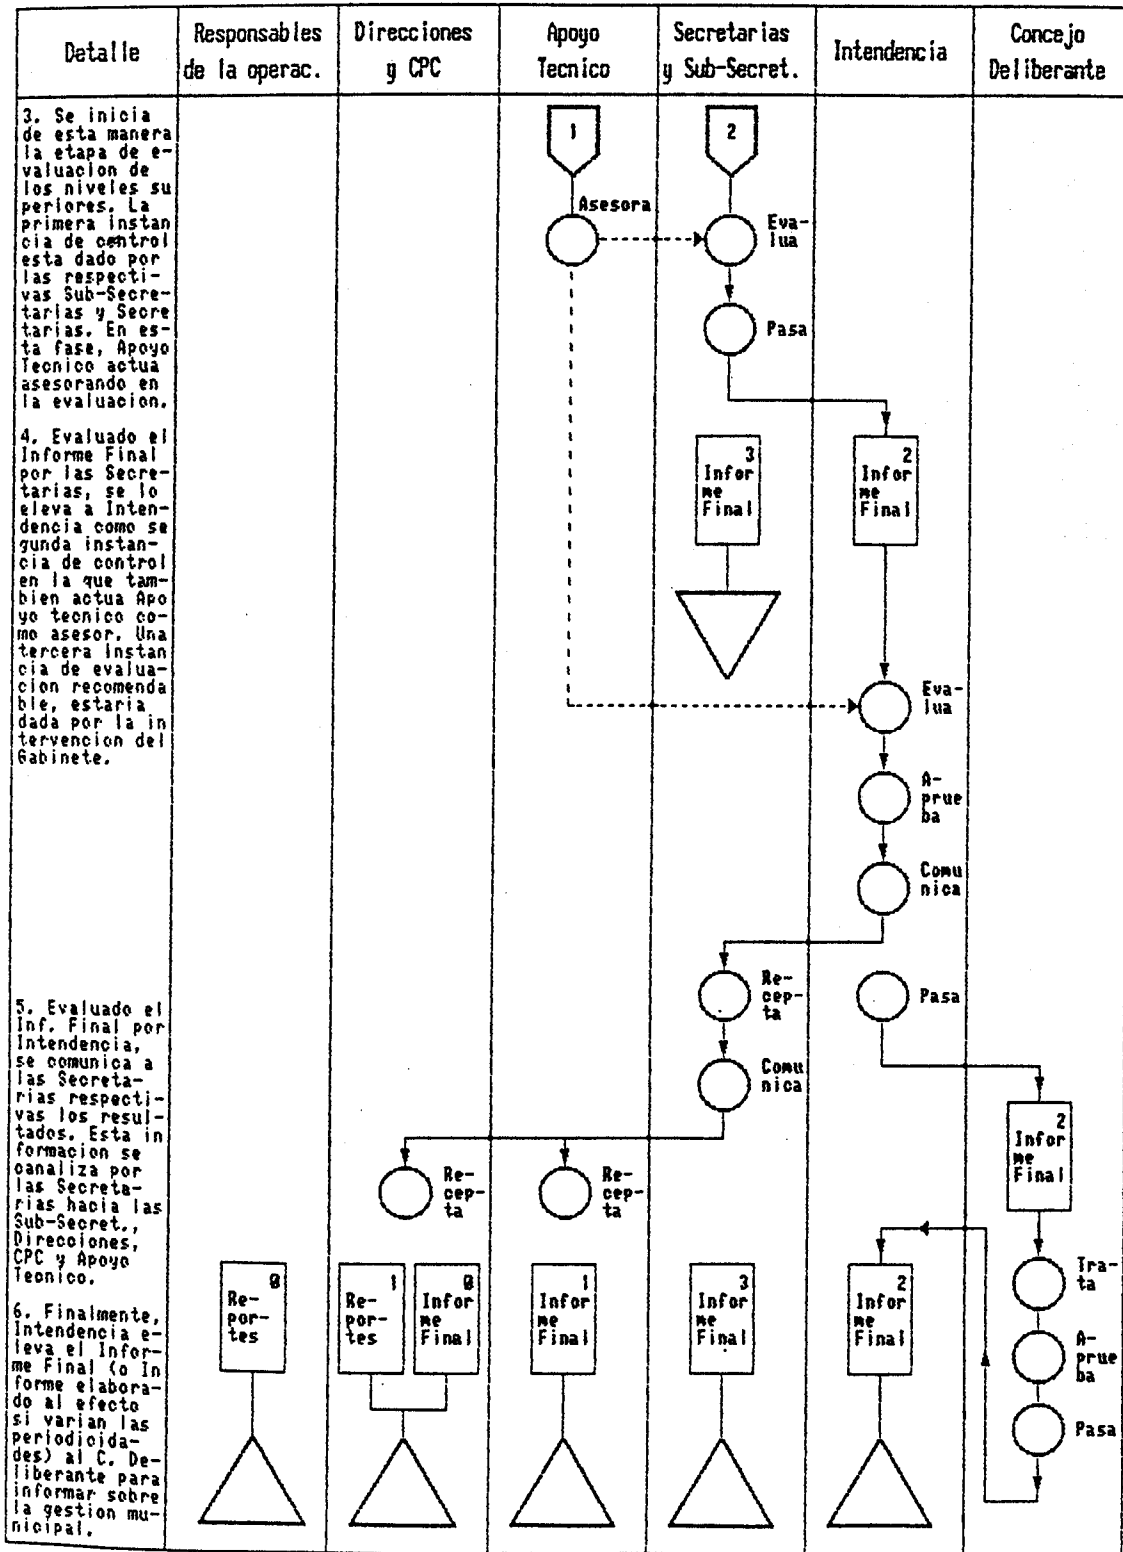 Detalle
Responsables
de la operac.
Direcciones
y CPC
Apoyo
Tecnico
Secretarias
y Sub-Secret.
Intendencia
Concejo
Deliberante
3. Se inicia
de esta manera
la etapa de e-
valuacion de
los niveles su
periores. La
primera instan
cia de control
esta dado por
las respecti-
vas Sub-Secre-
tarias y Secre
tarias. En es-
ta fase, Apoyo
Tecnico actua
asesorando en
la evaluacion.
4. Evaluado el
Informe Final
por las Secre-
tarias, se lo
eleva a Inten-
dencia como se
gunda instan-
cia de control
en la que tam-
bien actua Apo
yo tecnico co-
mo asesor. Una
tercera instan
cia de evalua-
cion recomenda
ble, estaria
dada por la in
tervencion del
Gabinete.
5. Evaluado el
Inf. Final por
Intendencia,
se comunica a
las Secreta-
rias respecti-
vas los resul-
tados. Esta in
formacion se
canaliza por
las Secreta-
rias hacia las
Sub-Secret.,
Direcciones,
CPC y Apoyo
Tecnico.
6. Finalmente,
Intendencia e-
leva el Infor-
me Final (o In
forme elabora-
do al efecto
si varian las
periodicida-
des) al C. De-
liberante para
informar sobre
la gestion mu-
nicipal.
1
2
Asesora
Eva-
lua
Pasa
3
Infor
me
Final
2
Infor
me
Final
Eva-
lua
A-
prue
ba
Comu
nica
Re-
cep-
ta
Pasa
Comu
nica
2
Infor
me
Final
Re-
cep-
ta
Re-
cep-
ta
Tra-
ta
A-
prue
ba
Pasa
0
Re-
por-
tes
1
Re-
por-
tes
0
Infor
me
Final
1
Infor
me
Final
3
Infor
me
Final
2
Infor
me
Final